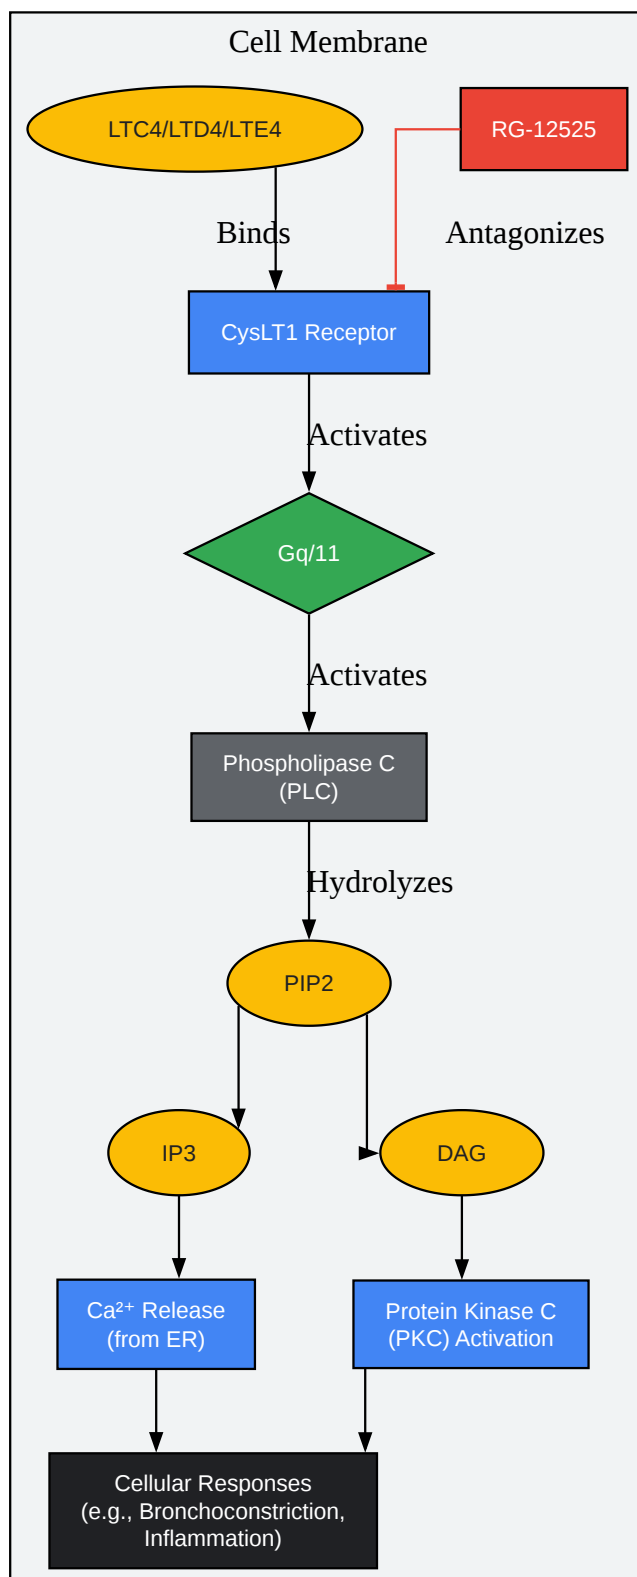 Cell Membrane
LTC4/LTD4/LTE4
RG-12525
Binds
Antagonizes
CysLT1 Receptor
Activates
Gq/11
Activates
Phospholipase C
(PLC)
Hydrolyzes
PIP2
IP3
DAG
Ca²⁺ Release
(from ER)
Protein Kinase C
(PKC) Activation
Cellular Responses
(e.g., Bronchoconstriction,
Inflammation)